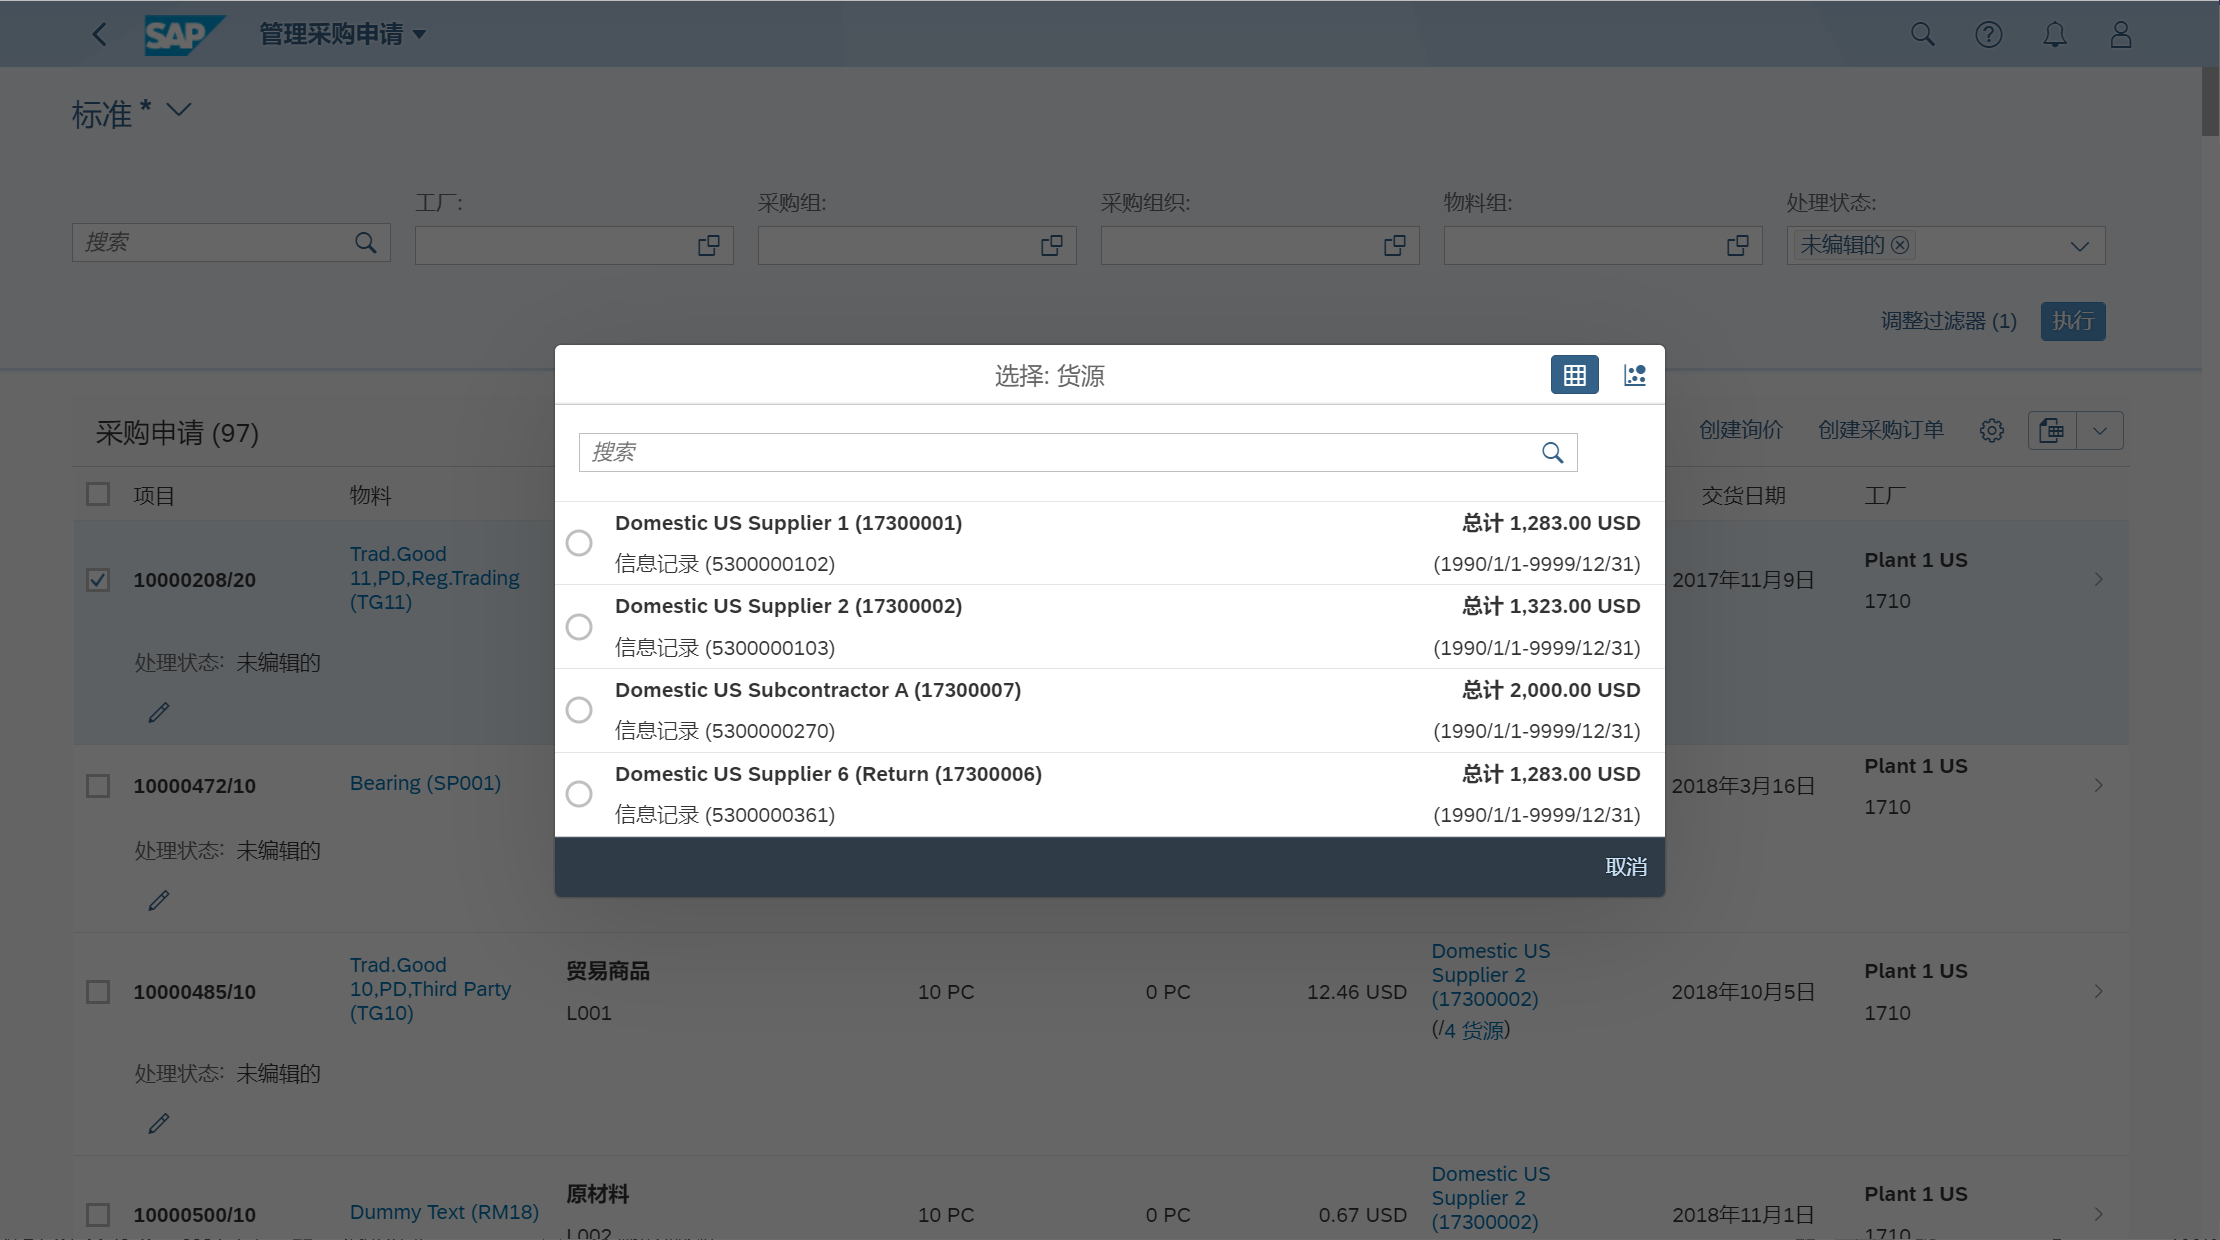 SAP
管理采购申请
标准 *
工厂:
采购组:
采购组织:
物料组:
处理状态:
搜索
未编辑的
调整过滤器 (1)
执行
选择: 货源
搜索
Domestic US Supplier 1 (17300001)
总计 1,283.00 USD
信息记录 (5300000102)
(1990/1/1-9999/12/31)
Domestic US Supplier 2 (17300002)
总计 1,323.00 USD
信息记录 (5300000103)
(1990/1/1-9999/12/31)
Domestic US Subcontractor A (17300007)
总计 2,000.00 USD
信息记录 (5300000270)
(1990/1/1-9999/12/31)
Domestic US Supplier 6 (Return (17300006)
总计 1,283.00 USD
信息记录 (5300000361)
(1990/1/1-9999/12/31)
取消
采购申请 (97)
创建询价
创建采购订单
项目
物料
交货日期
工厂
10000208/20
Trad.Good
11,PD,Reg.Trading
(TG11)
2017年11月9日
Plant 1 US
1710
处理状态: 未编辑的
10000472/10
Bearing (SP001)
2018年3月16日
Plant 1 US
1710
处理状态: 未编辑的
10000485/10
Trad.Good
10,PD,Third Party
(TG10)
贸易商品
L001
10 PC
0 PC
12.46 USD
Domestic US
Supplier 2
(17300002)
(/4 货源)
2018年10月5日
Plant 1 US
1710
处理状态: 未编辑的
10000500/10
Dummy Text (RM18)
原材料
L002
10 PC
0 PC
0.67 USD
Domestic US
Supplier 2
(17300002)
2018年11月1日
Plant 1 US
1710